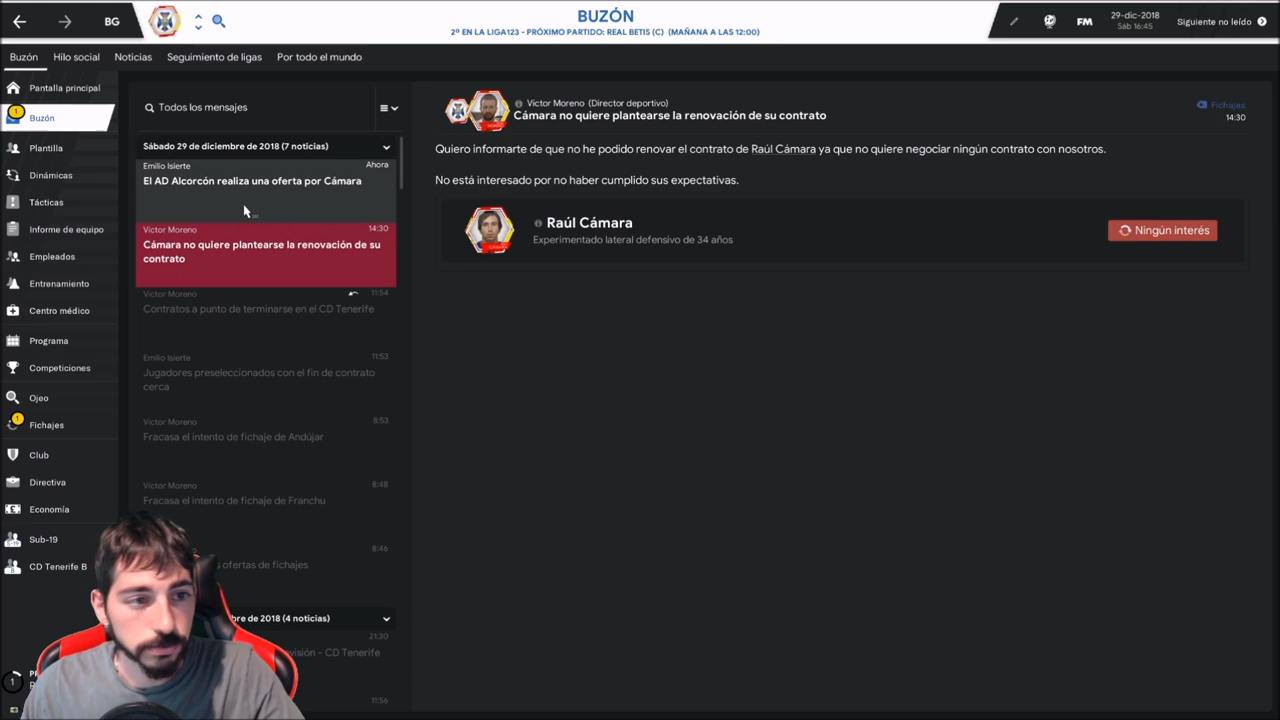 BG
BUZÓN
2º EN LA LIGA123 - PRÓXIMO PARTIDO: REAL BETIS (C) (MAÑANA A LAS 12:00)
FM
29-dic-2018
Sáb 16:45
Siguiente no leído
Buzón
Hilo social
Noticias
Seguimiento de ligas
Por todo el mundo
Pantalla principal
1
Buzón
Plantilla
Dinámicas
Tácticas
Informe de equipo
Empleados
Entrenamiento
Centro médico
Programa
Competiciones
Ojeo
1
Fichajes
Club
Directiva
Economía
Sub-19
CD Tenerife B
1
Todos los mensajes
Sábado 29 de diciembre de 2018 (7 noticias)
Emilio Isierte
Ahora
El AD Alcorcón realiza una oferta por Cámara
Víctor Moreno
14:30
Cámara no quiere plantearse la renovación de su
contrato
Víctor Moreno
11:54
Contratos a punto de terminarse en el CD Tenerife
Emilio Isierte
11:53
Jugadores preseleccionados con el fin de contrato
cerca
Víctor Moreno
8:53
Fracasa el intento de fichaje de Andújar
Víctor Moreno
8:48
Fracasa el intento de fichaje de Franchu
8:46
ofertas de fichajes
de 2018 (4 noticias)
21:30
- CD Tenerife
11:56
Víctor Moreno (Director deportivo)
Cámara no quiere plantearse la renovación de su contrato
Fichajes
14:30
Quiero informarte de que no he podido renovar el contrato de Raúl Cámara ya que no quiere negociar ningún contrato con nosotros.
No está interesado por no haber cumplido sus expectativas.
Raúl Cámara
Experimentado lateral defensivo de 34 años
Ningún interés